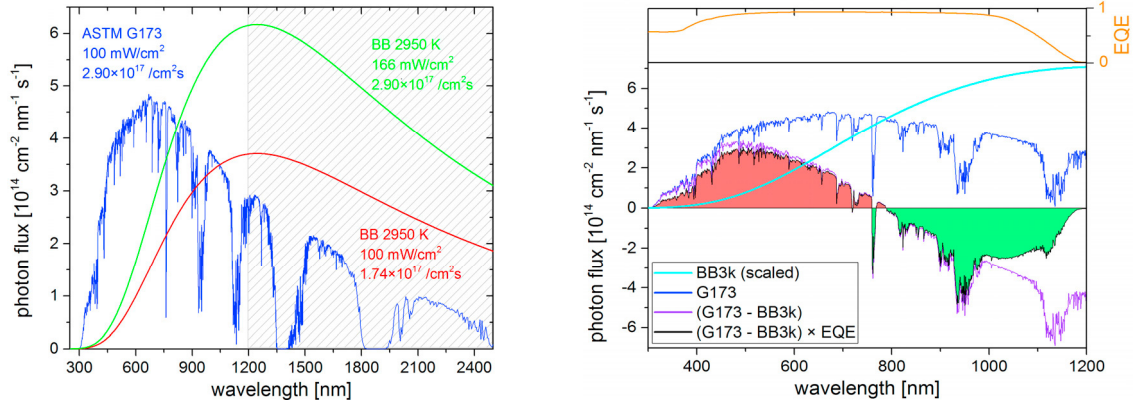 photon flux [10¹⁴ cm⁻² nm⁻¹ s⁻¹]
6
5
4
3
2
1
0
ASTM G173
100 mW/cm²
2.90×10¹⁷ /cm²s
BB 2950 K
166 mW/cm²
2.90×10¹⁷ /cm²s
BB 2950 K
100 mW/cm²
1.74×10¹⁷ /cm²s
300 600 900 1200 1500 1800 2100 2400
wavelength [nm]
1
EQE
0
photon flux [10¹⁴ cm⁻² nm⁻¹ s⁻¹]
6
4
2
0
-2
-4
-6
BB3k (scaled)
G173
(G173 - BB3k)
(G173 - BB3k) × EQE
400 600 800 1000 1200
wavelength [nm]